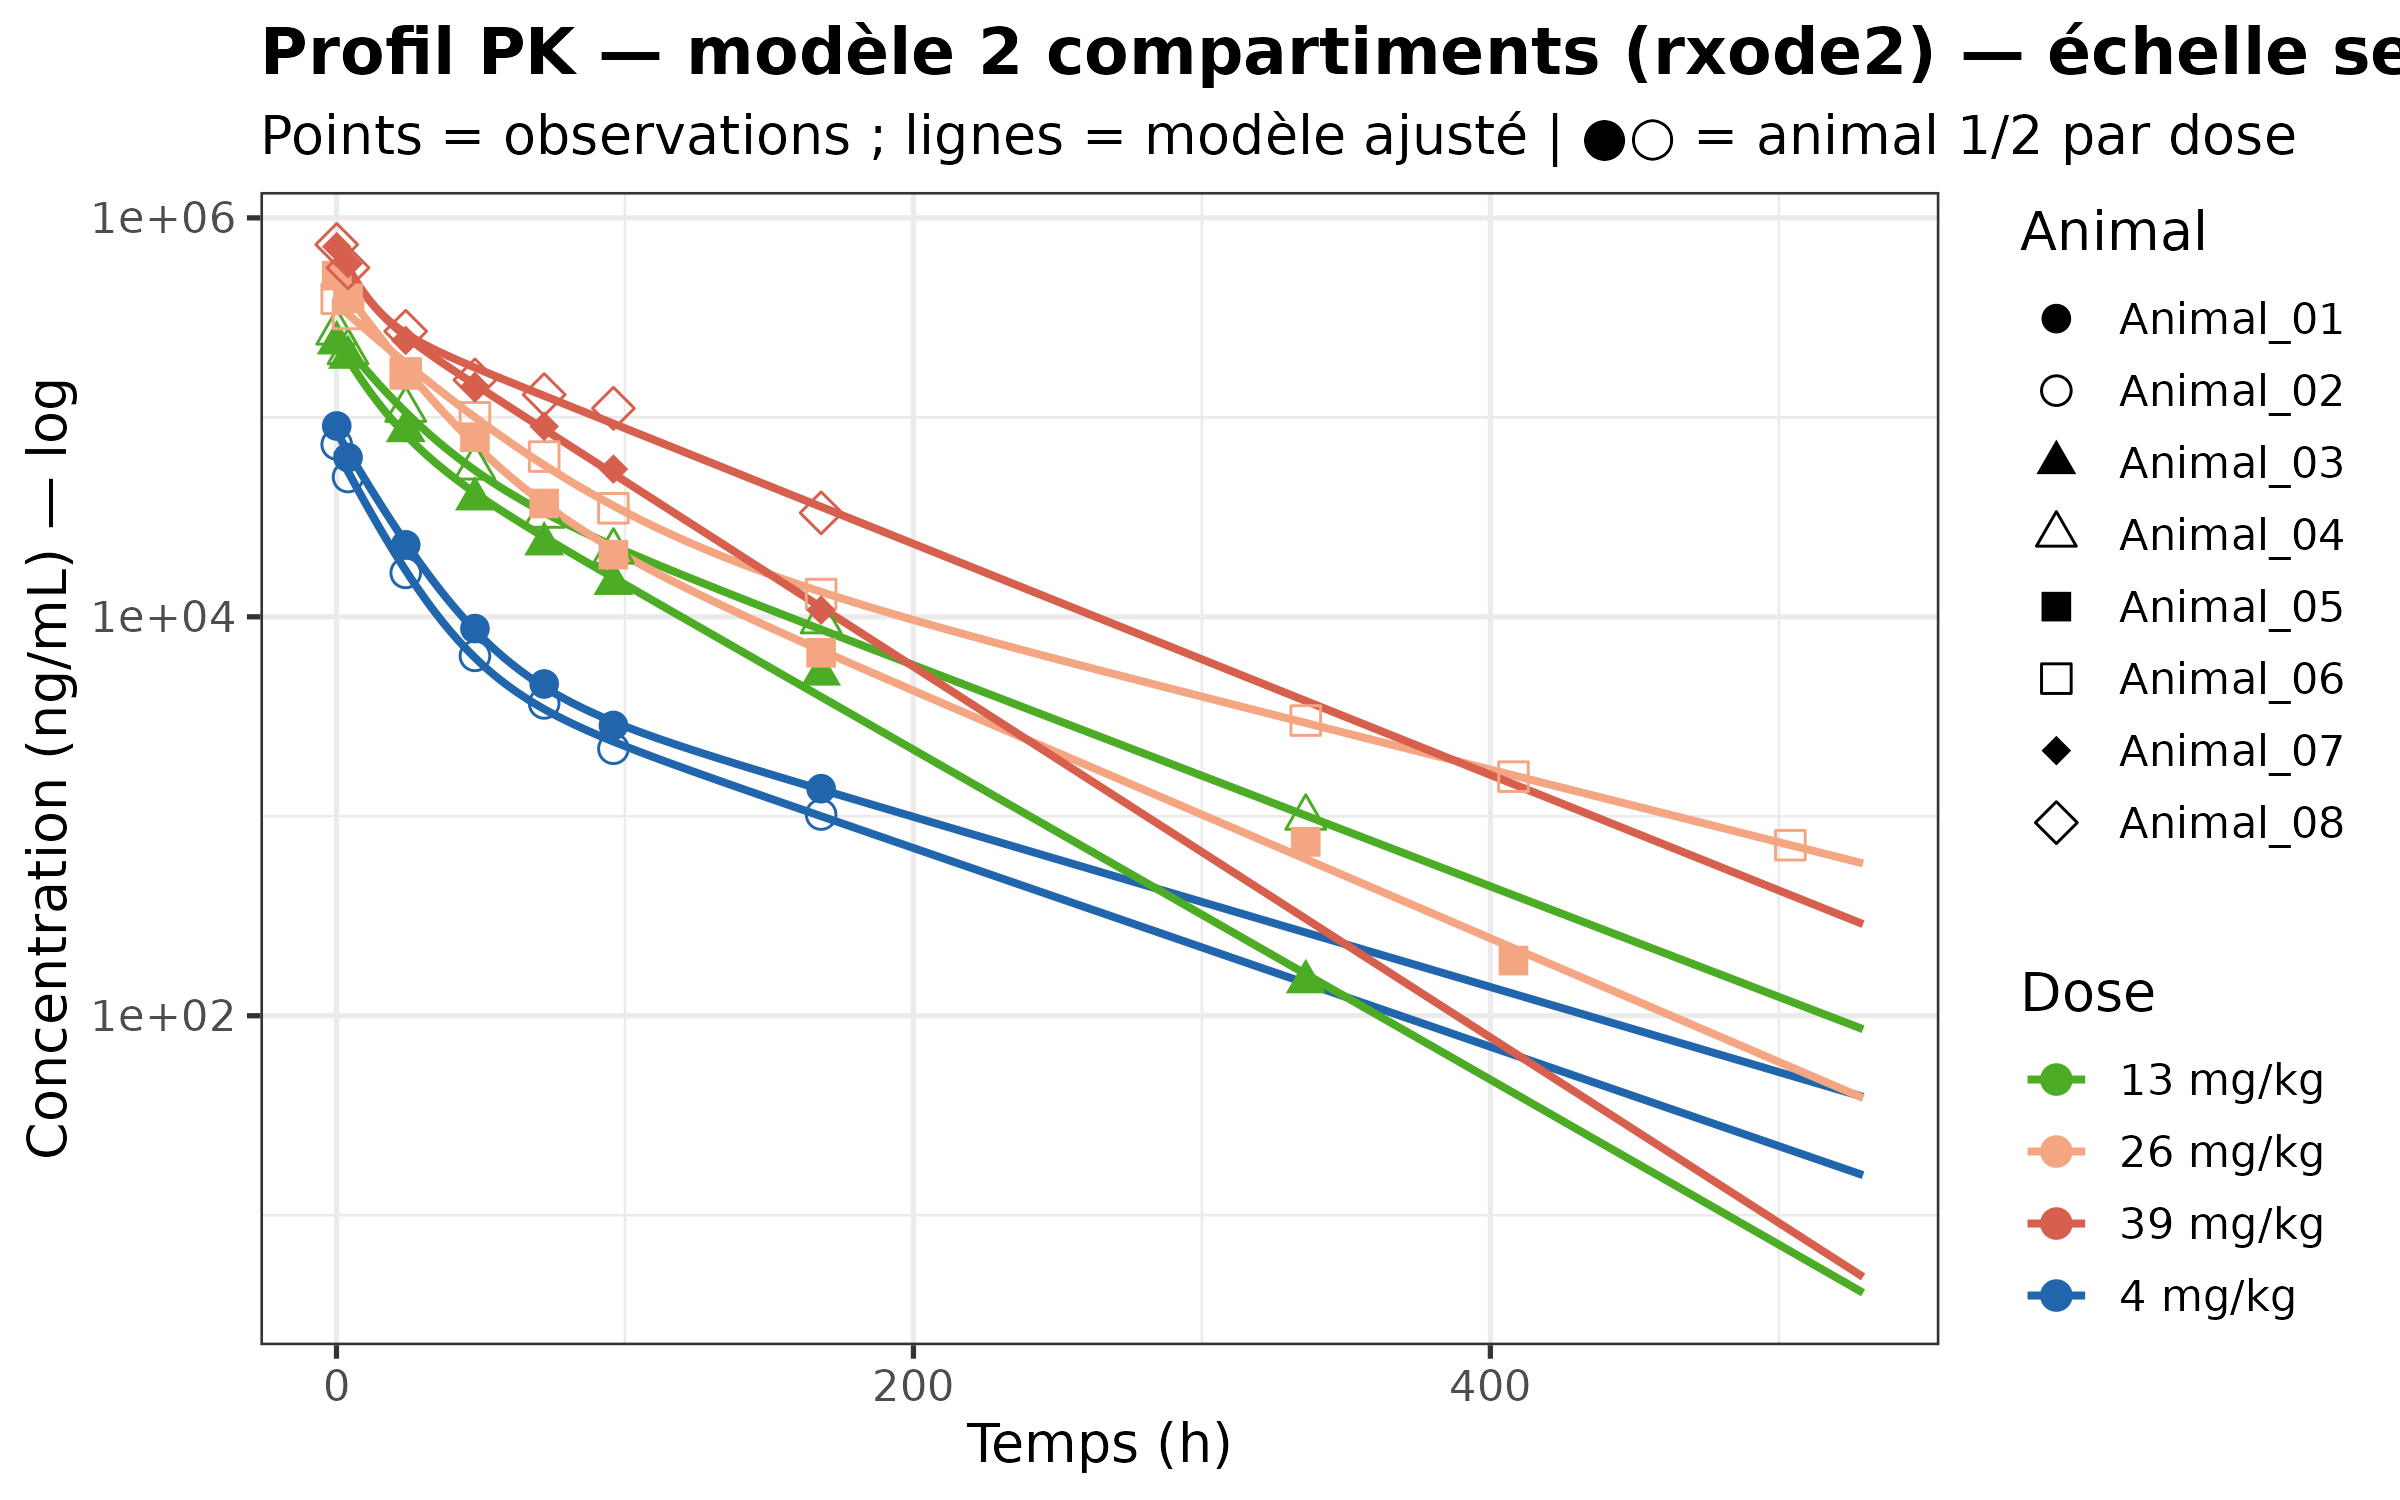 Profil PK — modèle 2 compartiments (rxode2) — échelle se
Points = observations ; lignes = modèle ajusté | ●○ = animal 1/2 par dose
Concentration (ng/mL) — log
1e+06
1e+04
1e+02
0
200
400
Temps (h)
Animal
Animal_01
Animal_02
Animal_03
Animal_04
Animal_05
Animal_06
Animal_07
Animal_08
Dose
13 mg/kg
26 mg/kg
39 mg/kg
4 mg/kg